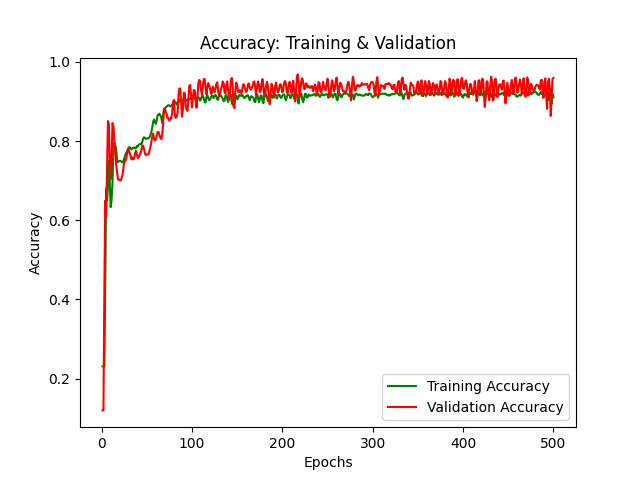 Accuracy: Training & Validation
1.0
0.8
0.6
0.4
0.2
Accuracy
0 100 200 300 400 500
Epochs
Training Accuracy
Validation Accuracy